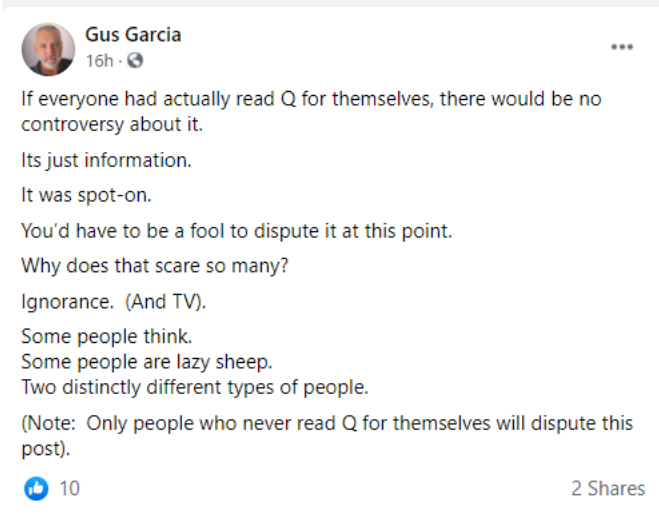 Gus Garcia
16h ·
If everyone had actually read Q for themselves, there would be no
controversy about it.
Its just information.
It was spot-on.
You'd have to be a fool to dispute it at this point.
Why does that scare so many?
Ignorance.  (And TV).
Some people think.
Some people are lazy sheep.
Two distinctly different types of people.
(Note:  Only people who never read Q for themselves will dispute this
post).
10
2 Shares